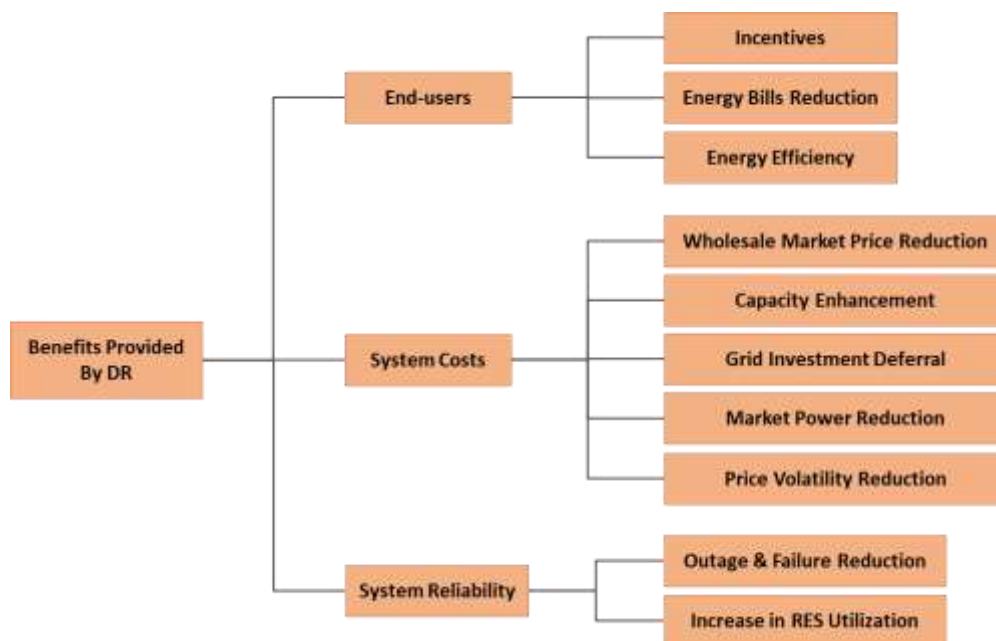 Benefits Provided
By DR
End-users
Incentives
Energy Bills Reduction
Energy Efficiency
System Costs
Wholesale Market Price Reduction
Capacity Enhancement
Grid Investment Deferral
Market Power Reduction
Price Volatility Reduction
System Reliability
Outage & Failure Reduction
Increase in RES Utilization